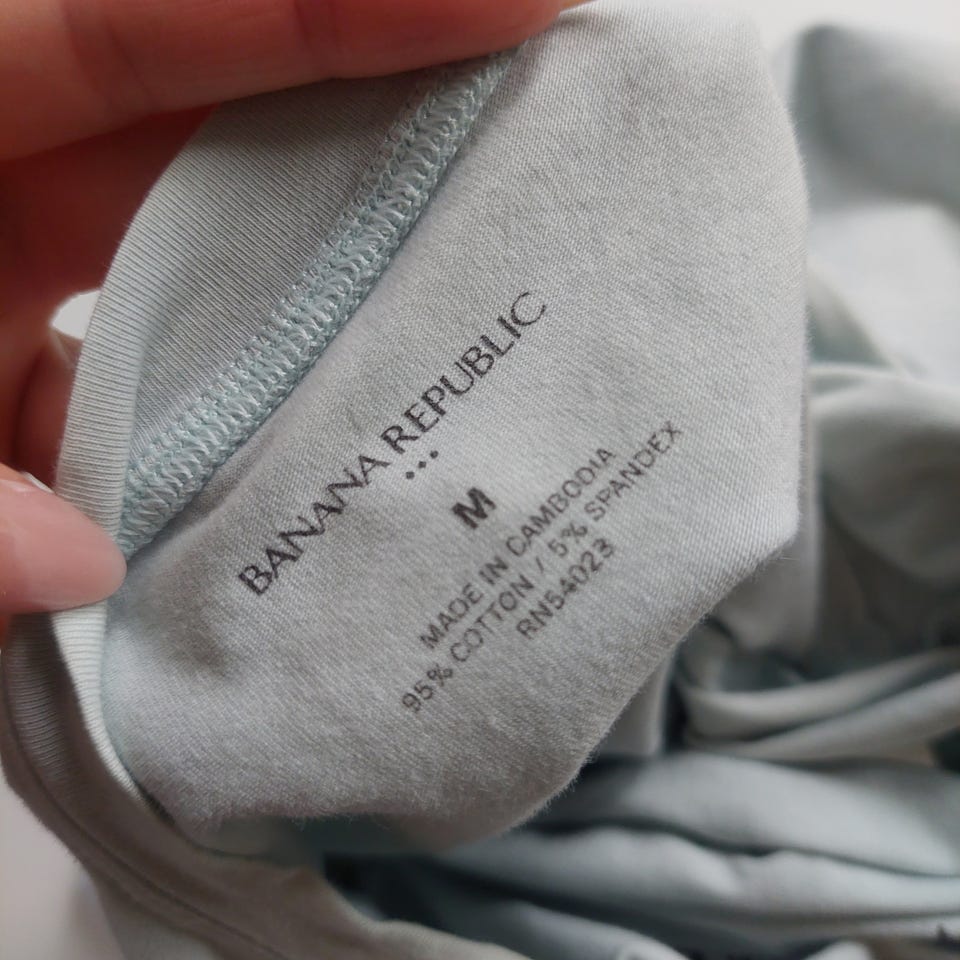 BANANA REPUBLIC
•••
M
MADE IN CAMBODIA
95% COTTON / 5% SPANDEX
RN54023